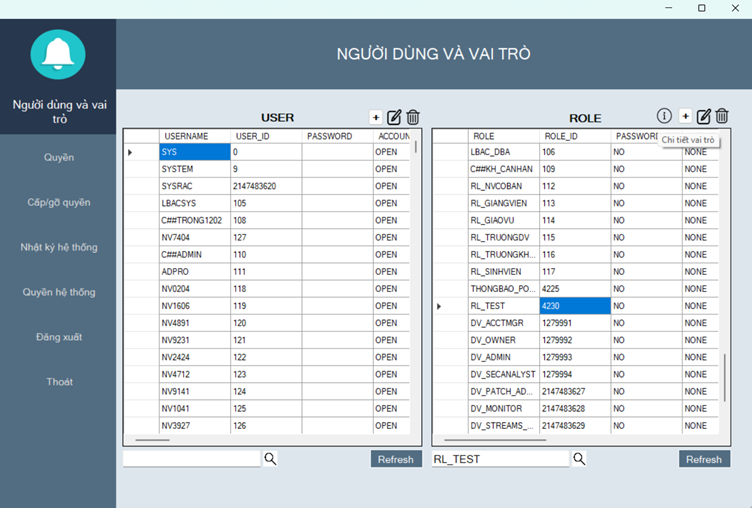 NGƯỜI DÙNG VÀ VAI TRÒ
Người dùng và vai
trò
Quyền
Cấp/gỡ quyền
Nhật ký hệ thống
Quyền hệ thống
Đăng xuất
Thoát
USER
+
USERNAME USER_ID PASSWORD ACCOUN
SYS 0 OPEN
SYSTEM 9 OPEN
SYSRAC 2147483620 OPEN
LBACSYS 105 OPEN
C##TRONG1202 108 OPEN
NV7404 127 OPEN
C##ADMIN 110 OPEN
ADPRO 111 OPEN
NV0204 118 OPEN
NV1606 119 OPEN
NV4891 120 OPEN
NV9231 121 OPEN
NV2424 122 OPEN
NV4712 123 OPEN
NV9141 124 OPEN
NV1041 125 OPEN
NV3927 126 OPEN
Refresh
ROLE
+
Chi tiết vai trò
ROLE ROLE_ID PASSWORD
LBAC_DBA 106 NO NONE
C##KH_CANHAN 109 NO NONE
RL_NVCOBAN 112 NO NONE
RL_GIANGVIEN 113 NO NONE
RL_GIAOVU 114 NO NONE
RL_TRUONGDV 115 NO NONE
RL_TRUONGKH... 116 NO NONE
RL_SINHVIEN 117 NO NONE
THONGBAO_PO... 4225 NO NONE
RL_TEST 4230 NO NONE
DV_ACCTMGR 1279991 NO NONE
DV_OWNER 1279992 NO NONE
DV_ADMIN 1279993 NO NONE
DV_SECANALYST 1279994 NO NONE
DV_PATCH_AD... 2147483627 NO NONE
DV_MONITOR 2147483628 NO NONE
DV_STREAMS_... 2147483629 NO NONE
RL_TEST
Refresh